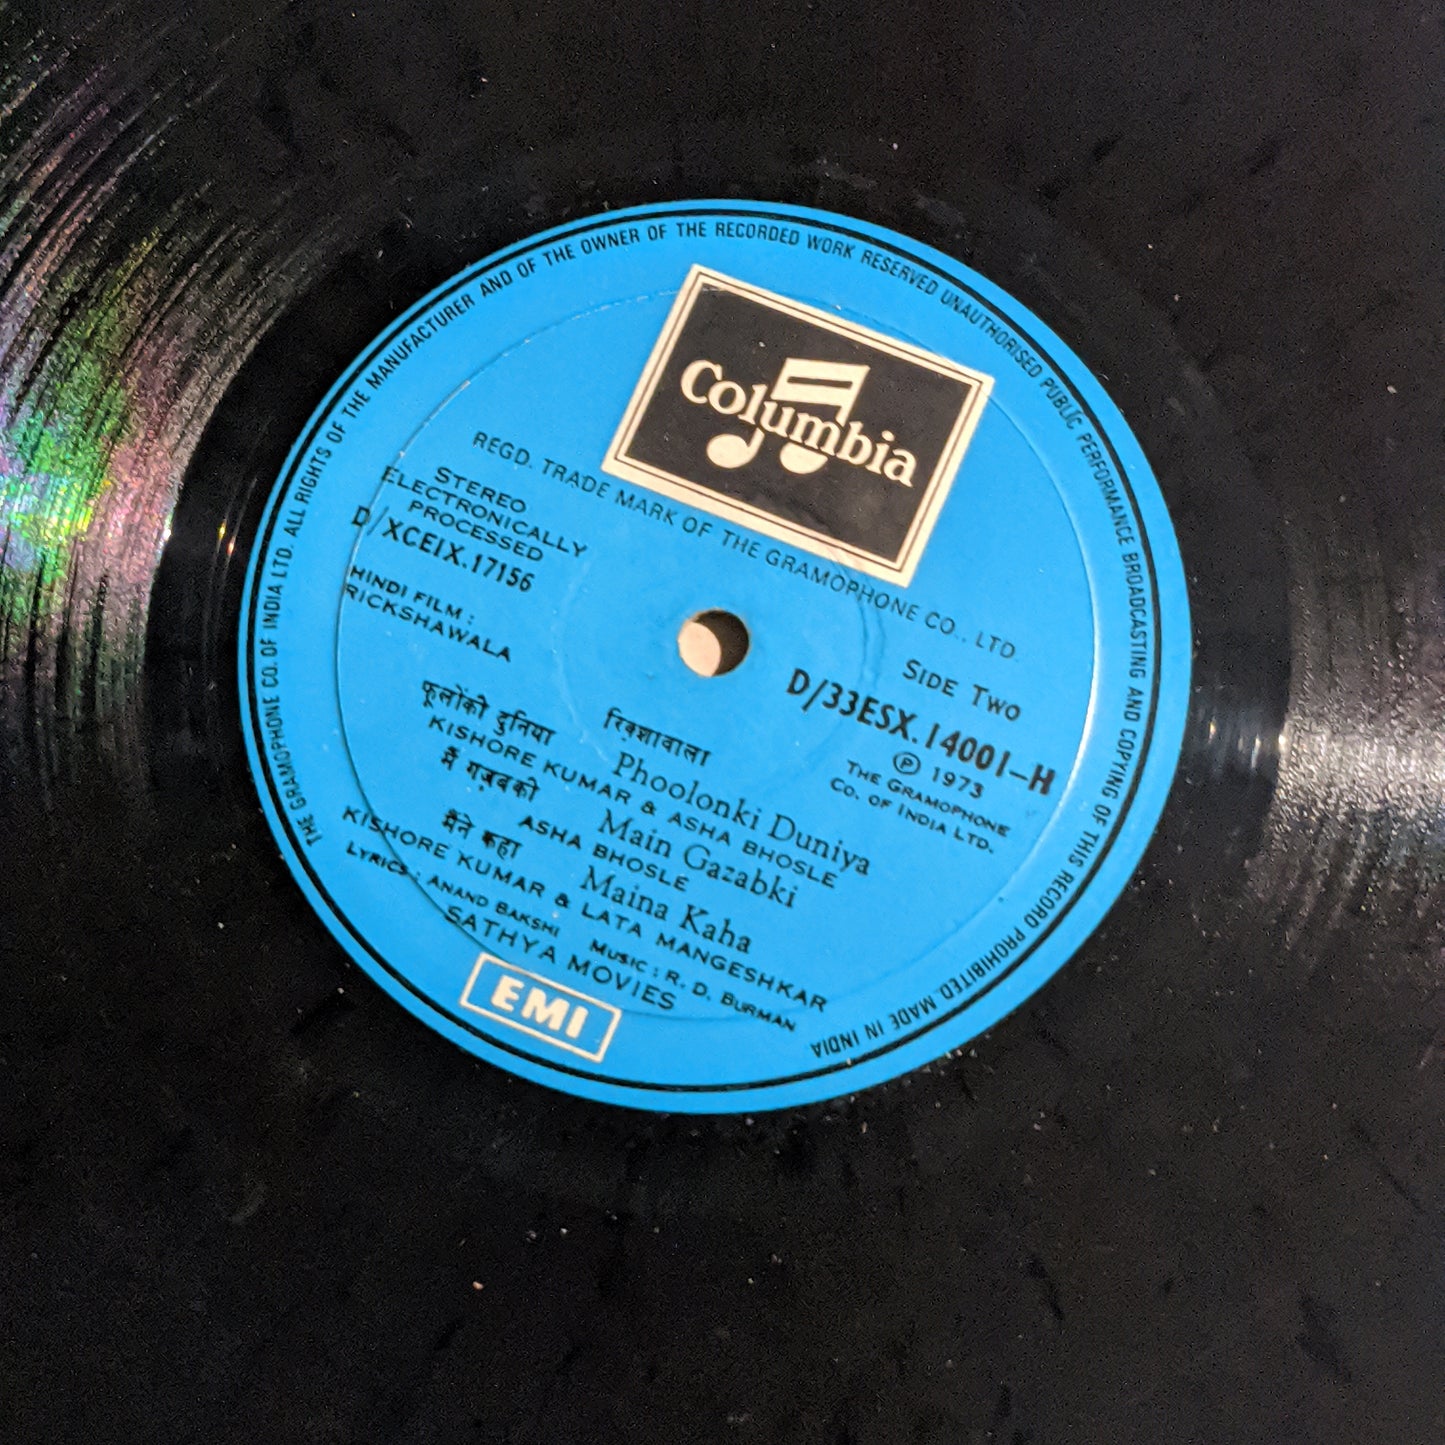 THE GRAMOPHONE CO. OF INDIA LTD. ALL RIGHTS OF THE MANUFACTURER AND OF THE OWNER OF THE RECORDED WORK RESERVED UNAUTHORISED PUBLIC PERFORMANCE BROADCASTING AND COPYING OF THIS RECORD PROHIBITED MADE IN INDIA
Columbia
REGD. TRADE MARK OF THE GRAMOPHONE CO., LTD.
STEREO
ELECTRONICALLY
PROCESSED
D/XCEIX.17156
HINDI FILM :
RICKSHAWALA
SIDE TWO
D/33ESX.14001-H
Ⓟ 1973
THE GRAMOPHONE
CO. OF INDIA LTD.
रिक्शावाला
फूलोंकी दुनिया Phoolonki Duniya
KISHORE KUMAR & ASHA BHOSLE
मैं गज़बकी Main Gazabki
ASHA BHOSLE
मैंने कहा Maina Kaha
KISHORE KUMAR & LATA MANGESHKAR
LYRICS : ANAND BAKSHI MUSIC : R. D. BURMAN
SATHYA MOVIES
EMI